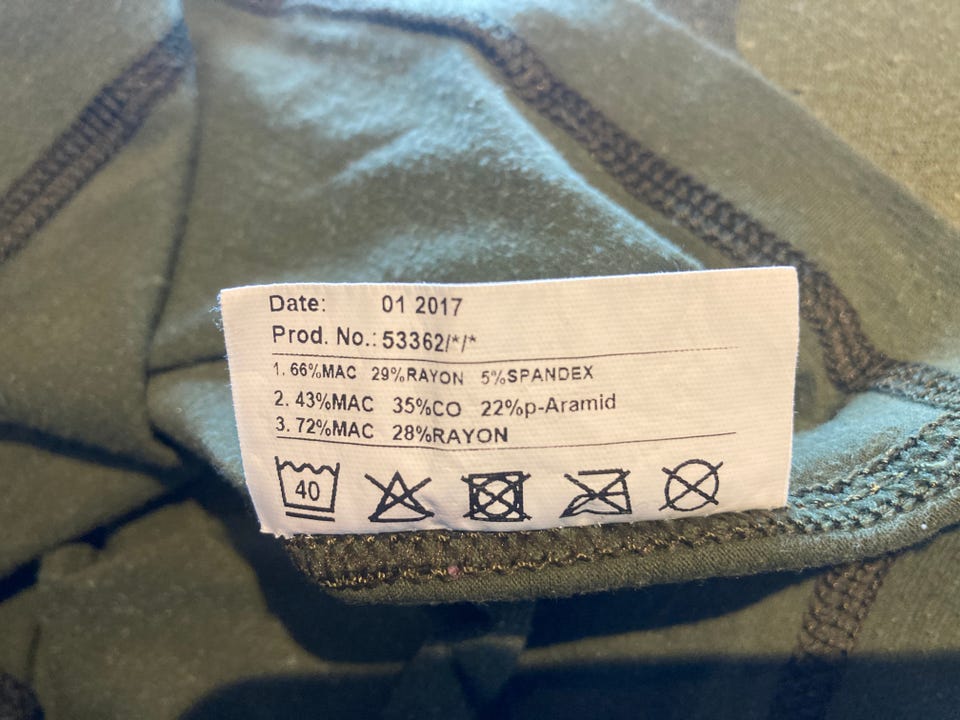 Date: 01 2017
Prod. No.: 53362/*/*
1. 66%MAC 29%RAYON 5%SPANDEX
2. 43%MAC 35%CO 22%p-Aramid
3. 72%MAC 28%RAYON
40